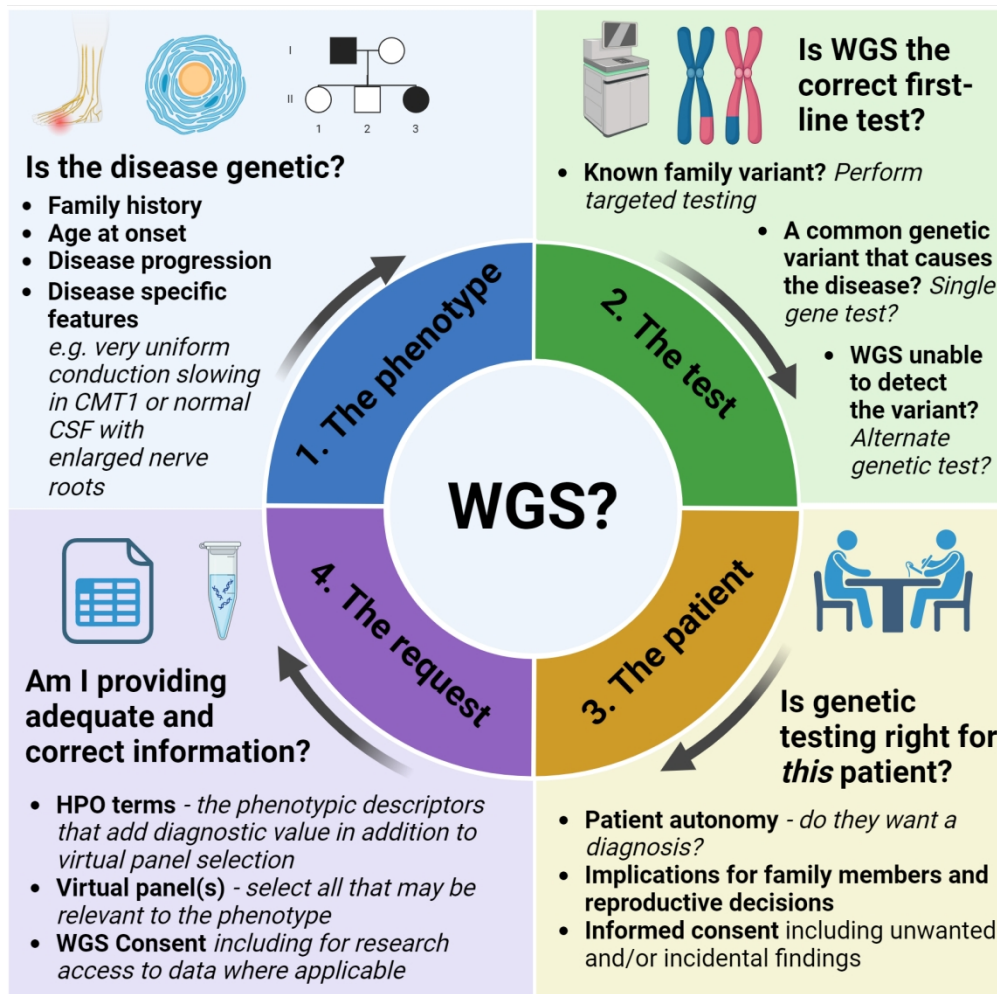 I
II
1
2
3
Is the disease genetic?
• Family history
• Age at onset
• Disease progression
• Disease specific
features
e.g. very uniform
conduction slowing
in CMT1 or normal
CSF with
enlarged nerve
roots
1. The phenotype
Is WGS the
correct first-
line test?
• Known family variant? Perform
targeted testing
• A common genetic
variant that causes
the disease? Single
gene test?
• WGS unable
to detect
the variant?
Alternate
genetic test?
2. The test
WGS?
3. The patient
Is genetic
testing right for
this patient?
• Patient autonomy - do they want a
diagnosis?
• Implications for family members and
reproductive decisions
• Informed consent including unwanted
and/or incidental findings
4. The request
Am I providing
adequate and
correct information?
• HPO terms - the phenotypic descriptors
that add diagnostic value in addition to
virtual panel selection
• Virtual panel(s) - select all that may be
relevant to the phenotype
• WGS Consent including for research
access to data where applicable